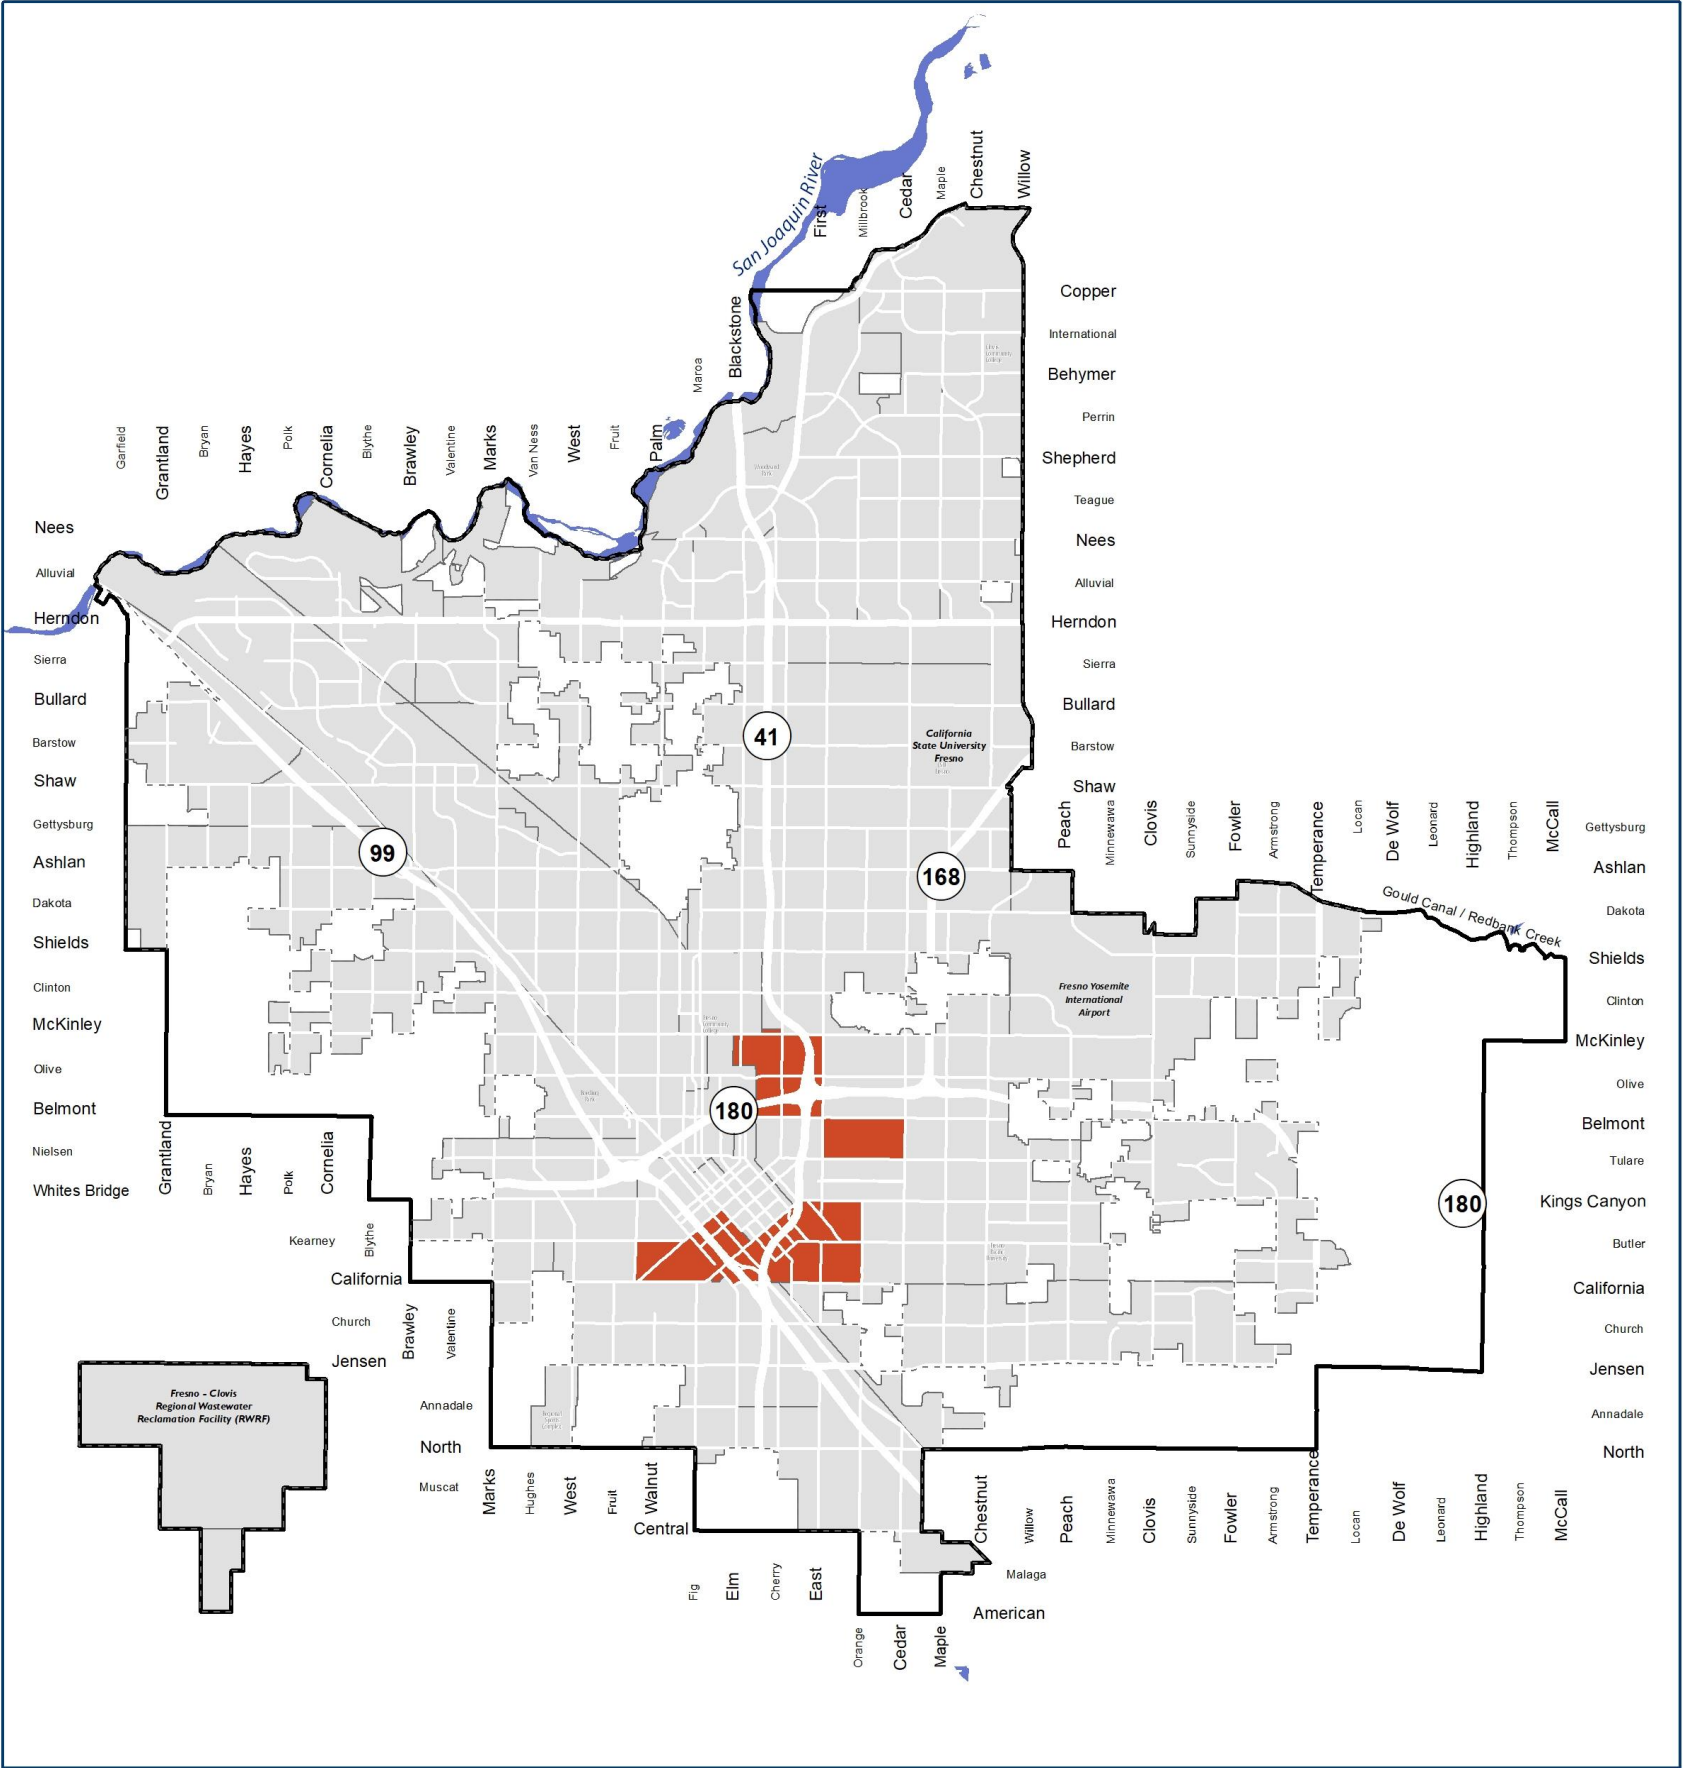 San Joaquin River
First
Millbrook
Cedar
Maple
Chestnut
Willow
Blackstone
Maroa
Palm
Garfield
Grantland
Bryan
Hayes
Polk
Cornelia
Blythe
Brawley
Valentine
Marks
Van Ness
West
Fruit
Copper
International
Behymer
Perrin
Shepherd
Teague
Nees
Alluvial
Herndon
Sierra
Bullard
Barstow
Shaw
Nees
Alluvial
Herndon
Sierra
Bullard
Barstow
Shaw
Gettysburg
Ashlan
Dakota
Shields
Clinton
McKinley
Olive
Belmont
Nielsen
Whites Bridge
41
California
State University
Fresno
99
168
Peach
Minnewawa
Clovis
Sunnyside
Fowler
Armstrong
Temperance
Locan
De Wolf
Leonard
Highland
Thompson
McCall
Gould Canal / Redbank Creek
Gettysburg
Ashlan
Dakota
Shields
Clinton
McKinley
Olive
Belmont
Tulare
Kings Canyon
Butler
California
Church
Jensen
Annadale
North
Fresno Yosemite
International
Airport
180
180
Grantland
Bryan
Hayes
Polk
Cornelia
Kearney
Blythe
California
Church
Brawley
Valentine
Jensen
Annadale
North
Muscat
Fresno - Clovis
Regional Wastewater
Reclamation Facility (RWRF)
Marks
Hughes
West
Fruit
Walnut
Central
Fig
Elm
Cherry
East
Orange
Cedar
Maple
American
Malaga
Chestnut
Willow
Peach
Minnewawa
Clovis
Sunnyside
Fowler
Armstrong
Temperance
Locan
De Wolf
Leonard
Highland
Thompson
McCall